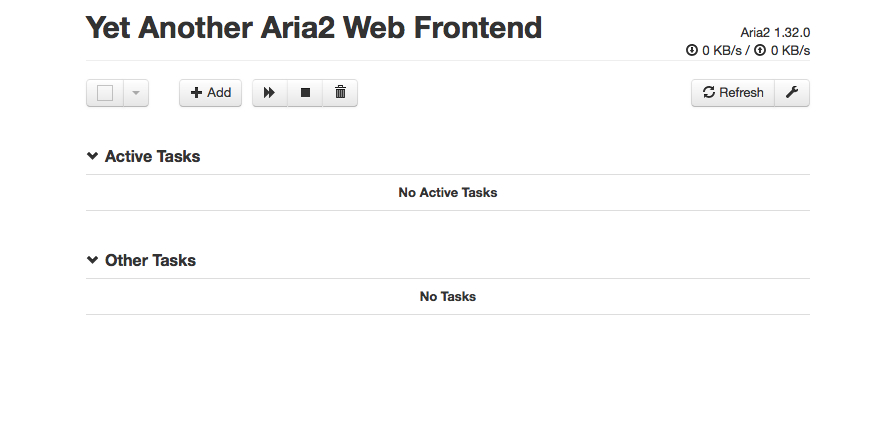 Yet Another Aria2 Web Frontend
Aria2 1.32.0
0 KB/s / 0 KB/s
Add
Refresh
Active Tasks
No Active Tasks
Other Tasks
No Tasks